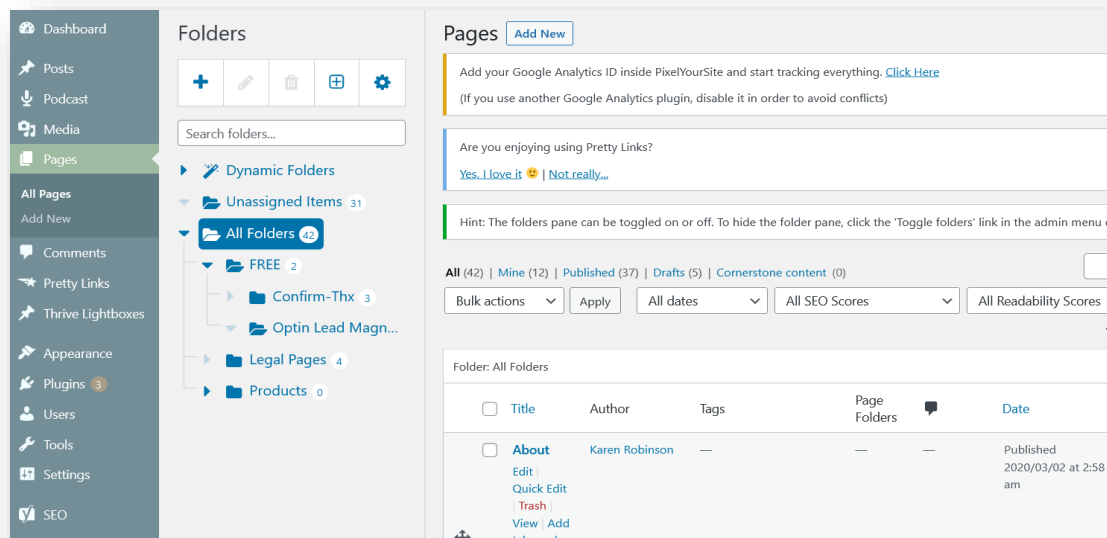 Dashboard
Posts
Podcast
Media
Pages
All Pages
Add New
Comments
Pretty Links
Thrive Lightboxes
Appearance
Plugins 3
Users
Tools
Settings
SEO
Folders
Search folders...
Dynamic Folders
Unassigned Items 31
All Folders 42
FREE 2
Confirm-Thx 3
Optin Lead Magn...
Legal Pages 4
Products 0
Pages Add New
Add your Google Analytics ID inside PixelYourSite and start tracking everything. Click Here
(If you use another Google Analytics plugin, disable it in order to avoid conflicts)
Are you enjoying using Pretty Links?
Yes, I love it 🙂 | Not really...
Hint: The folders pane can be toggled on or off. To hide the folder pane, click the 'Toggle folders' link in the admin menu
All (42) | Mine (12) | Published (37) | Drafts (5) | Cornerstone content (0)
Bulk actions Apply All dates All SEO Scores All Readability Scores
Folder: All Folders
Title Author Tags Page Folders Date
About Karen Robinson — — — Published
Edit | 2020/03/02 at 2:58
Quick Edit am
| Trash |
View | Add